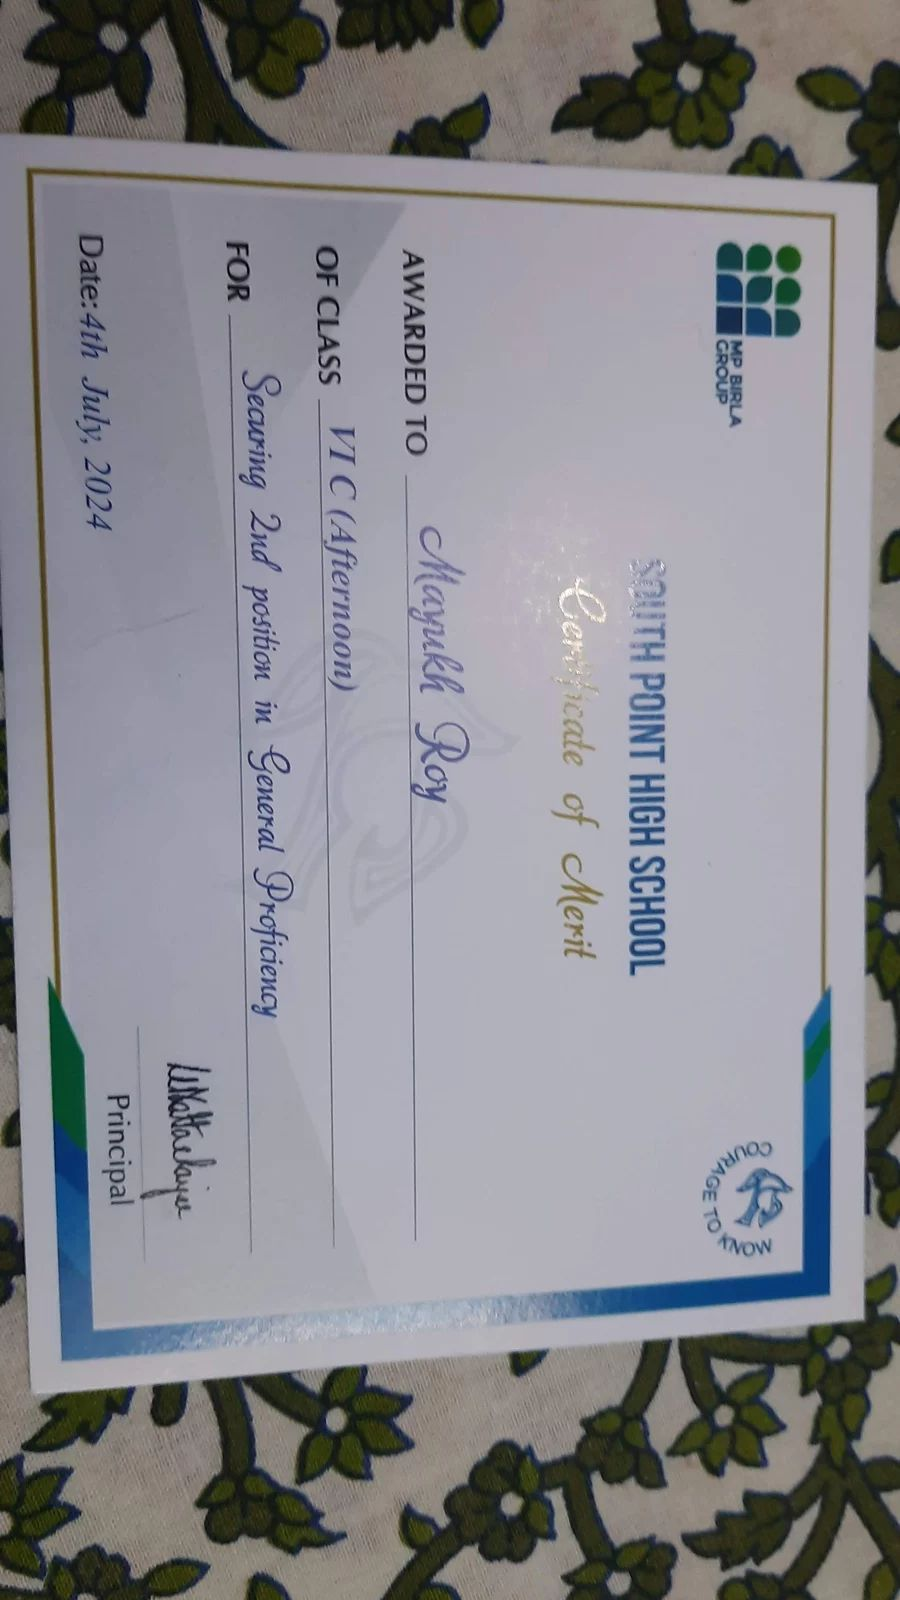 MP BIRLA
GROUP
COURAGE TO KNOW
SOUTH POINT HIGH SCHOOL
Certificate of Merit
AWARDED TO Mayukh Roy
OF CLASS VI C (Afternoon)
FOR Securing 2nd position in General Proficiency
Date: 4th July, 2024
Principal